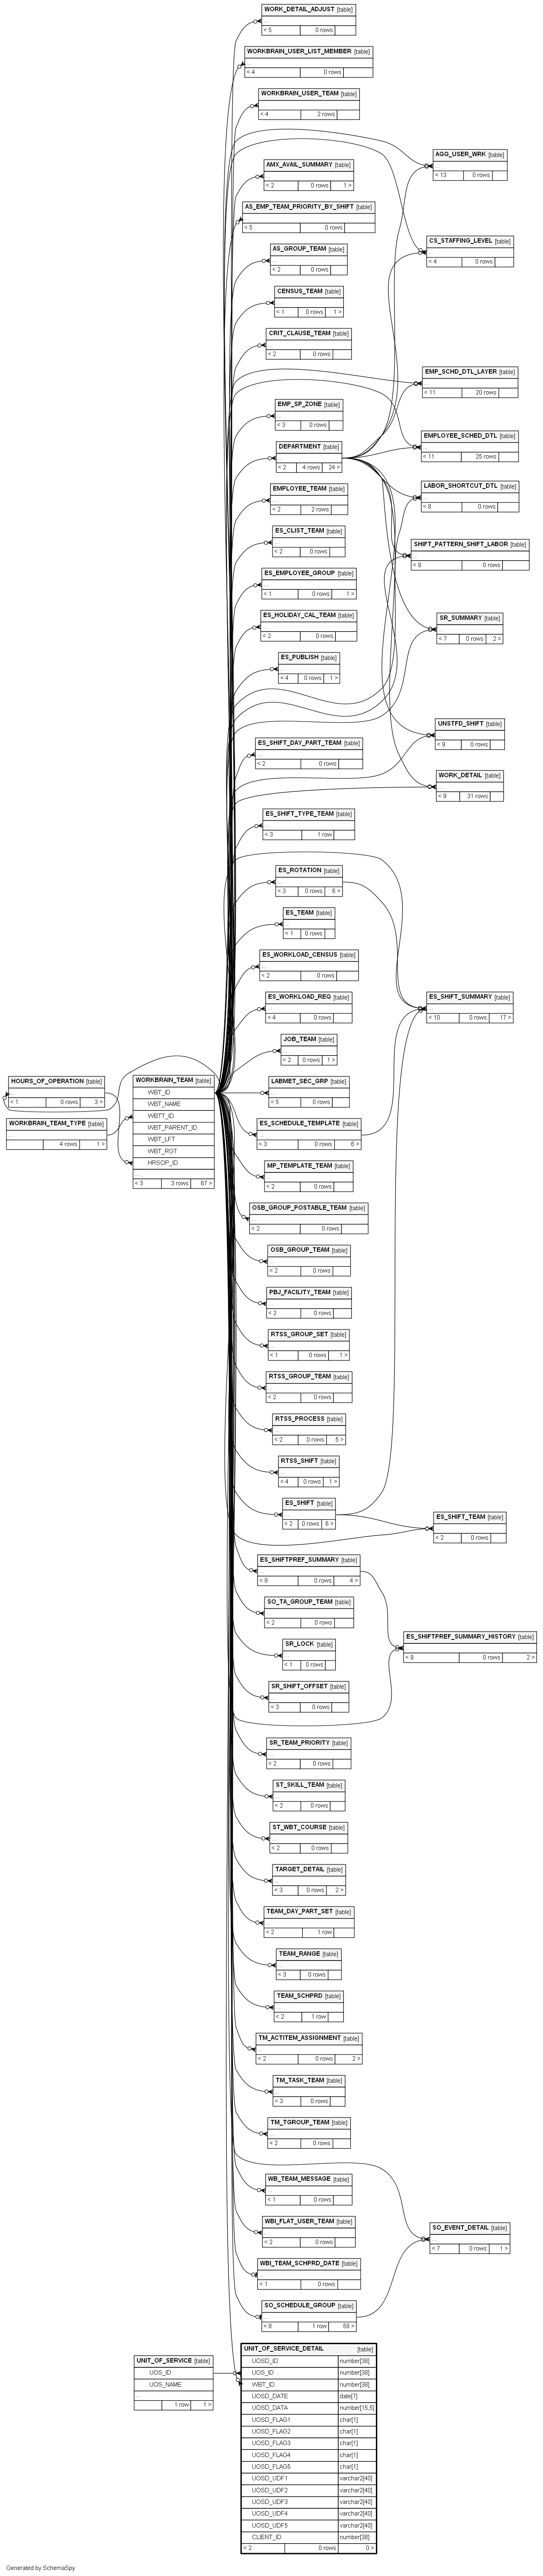 WORK_DETAIL_ADJUST [table]
...
< 5 0 rows
WORKBRAIN_USER_LIST_MEMBER [table]
...
< 4 0 rows
WORKBRAIN_USER_TEAM [table]
...
< 4 2 rows
AGG_USER_WRK [table]
...
< 13 0 rows
AMX_AVAIL_SUMMARY [table]
...
< 2 0 rows 1 >
AS_EMP_TEAM_PRIORITY_BY_SHIFT [table]
...
< 5 0 rows
CS_STAFFING_LEVEL [table]
...
< 4 0 rows
AS_GROUP_TEAM [table]
...
< 2 0 rows
CENSUS_TEAM [table]
...
< 1 0 rows 1 >
CRIT_CLAUSE_TEAM [table]
...
< 2 0 rows
EMP_SCHD_DTL_LAYER [table]
...
< 11 20 rows
EMP_SP_ZONE [table]
...
< 3 0 rows
EMPLOYEE_SCHED_DTL [table]
...
< 11 25 rows
DEPARTMENT [table]
...
< 2 4 rows 24 >
LABOR_SHORTCUT_DTL [table]
...
< 8 0 rows
EMPLOYEE_TEAM [table]
...
< 2 2 rows
ES_CLIST_TEAM [table]
...
< 2 0 rows
SHIFT_PATTERN_SHIFT_LABOR [table]
...
< 9 0 rows
ES_EMPLOYEE_GROUP [table]
...
< 1 0 rows 1 >
ES_HOLIDAY_CAL_TEAM [table]
...
< 2 0 rows
SR_SUMMARY [table]
...
< 7 0 rows 2 >
ES_PUBLISH [table]
...
< 4 0 rows 1 >
UNSTFD_SHIFT [table]
...
< 9 0 rows
ES_SHIFT_DAY_PART_TEAM [table]
...
< 2 0 rows
WORK_DETAIL [table]
...
< 9 31 rows
ES_SHIFT_TYPE_TEAM [table]
...
< 3 1 row
ES_ROTATION [table]
...
< 3 0 rows 6 >
ES_TEAM [table]
...
< 1 0 rows
ES_WORKLOAD_CENSUS [table]
...
< 2 0 rows
ES_WORKLOAD_REQ [table]
...
< 4 0 rows
ES_SHIFT_SUMMARY [table]
...
< 10 0 rows 17 >
JOB_TEAM [table]
...
< 2 0 rows 1 >
HOURS_OF_OPERATION [table]
...
< 1 0 rows 3 >
WORKBRAIN_TEAM [table]
WBT_ID
WBT_NAME
WBTT_ID
WBT_PARENT_ID
WBT_LFT
WBT_RGT
HRSOP_ID
...
< 3 3 rows 67 >
LABMET_SEC_GRP [table]
...
< 5 0 rows
WORKBRAIN_TEAM_TYPE [table]
...
4 rows 1 >
ES_SCHEDULE_TEMPLATE [table]
...
< 3 0 rows 6 >
MP_TEMPLATE_TEAM [table]
...
< 2 0 rows
OSB_GROUP_POSTABLE_TEAM [table]
...
< 2 0 rows
OSB_GROUP_TEAM [table]
...
< 2 0 rows
PBJ_FACILITY_TEAM [table]
...
< 2 0 rows
RTSS_GROUP_SET [table]
...
< 1 0 rows 1 >
RTSS_GROUP_TEAM [table]
...
< 2 0 rows
RTSS_PROCESS [table]
...
< 2 0 rows 5 >
RTSS_SHIFT [table]
...
< 4 0 rows 1 >
ES_SHIFT [table]
...
< 2 0 rows 8 >
ES_SHIFT_TEAM [table]
...
< 2 0 rows
ES_SHIFTPREF_SUMMARY [table]
...
< 8 0 rows 4 >
SO_TA_GROUP_TEAM [table]
...
< 2 0 rows
ES_SHIFTPREF_SUMMARY_HISTORY [table]
...
< 9 0 rows 2 >
SR_LOCK [table]
...
< 1 0 rows
SR_SHIFT_OFFSET [table]
...
< 3 0 rows
SR_TEAM_PRIORITY [table]
...
< 2 0 rows
ST_SKILL_TEAM [table]
...
< 2 0 rows
ST_WBT_COURSE [table]
...
< 2 0 rows
TARGET_DETAIL [table]
...
< 3 0 rows 2 >
TEAM_DAY_PART_SET [table]
...
< 2 1 row
TEAM_RANGE [table]
...
< 3 0 rows
TEAM_SCHPRD [table]
...
< 2 1 row
TM_ACTITEM_ASSIGNMENT [table]
...
< 2 0 rows 2 >
TM_TASK_TEAM [table]
...
< 3 0 rows
TM_TGROUP_TEAM [table]
...
< 2 0 rows
WB_TEAM_MESSAGE [table]
...
< 1 0 rows
WBI_FLAT_USER_TEAM [table]
...
< 2 0 rows
SO_EVENT_DETAIL [table]
...
< 7 0 rows 1 >
WBI_TEAM_SCHPRD_DATE [table]
...
< 1 0 rows
SO_SCHEDULE_GROUP [table]
...
< 8 1 row 59 >
UNIT_OF_SERVICE [table]
UOS_ID
UOS_NAME
...
1 row 1 >
UNIT_OF_SERVICE_DETAIL [table]
UOSD_ID number[38]
UOS_ID number[38]
WBT_ID number[38]
UOSD_DATE date[7]
UOSD_DATA number[15,5]
UOSD_FLAG1 char[1]
UOSD_FLAG2 char[1]
UOSD_FLAG3 char[1]
UOSD_FLAG4 char[1]
UOSD_FLAG5 char[1]
UOSD_UDF1 varchar2[40]
UOSD_UDF2 varchar2[40]
UOSD_UDF3 varchar2[40]
UOSD_UDF4 varchar2[40]
UOSD_UDF5 varchar2[40]
CLIENT_ID number[38]
< 2 0 rows 0 >
Generated by SchemaSpy